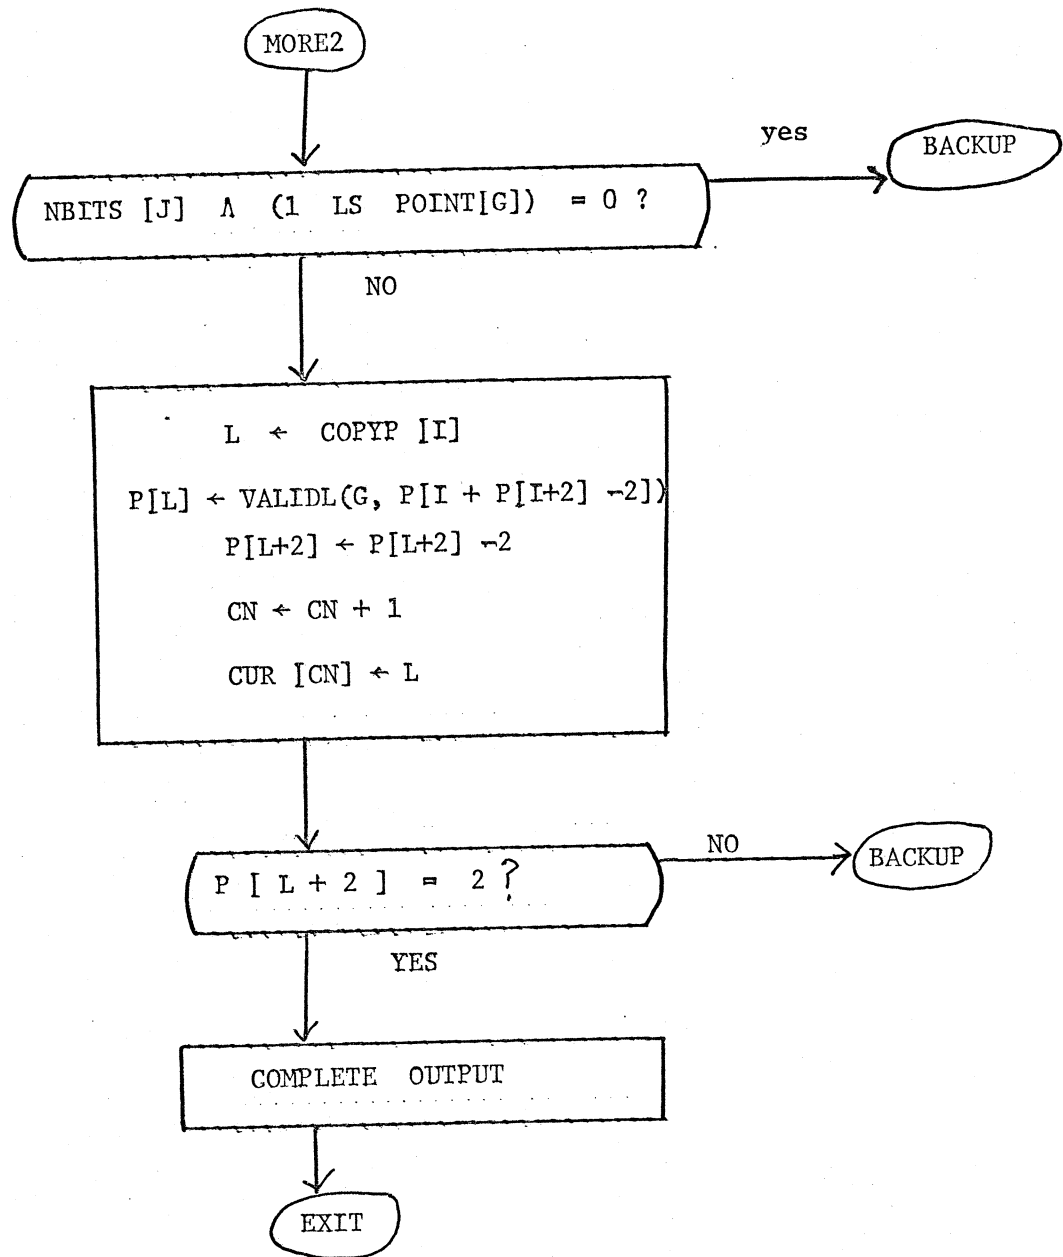 MORE2
yes
BACKUP
NBITS [J] Λ (1 LS POINT[G]) = 0 ?
NO
L ← COPYP [I]
P[L] ← VALIDL(G, P[I + P[I+2] -2])
P[L+2] ← P[L+2] -2
CN ← CN + 1
CUR [CN] ← L
NO
BACKUP
P [ L + 2 ] = 2 ?
YES
COMPLETE OUTPUT
EXIT